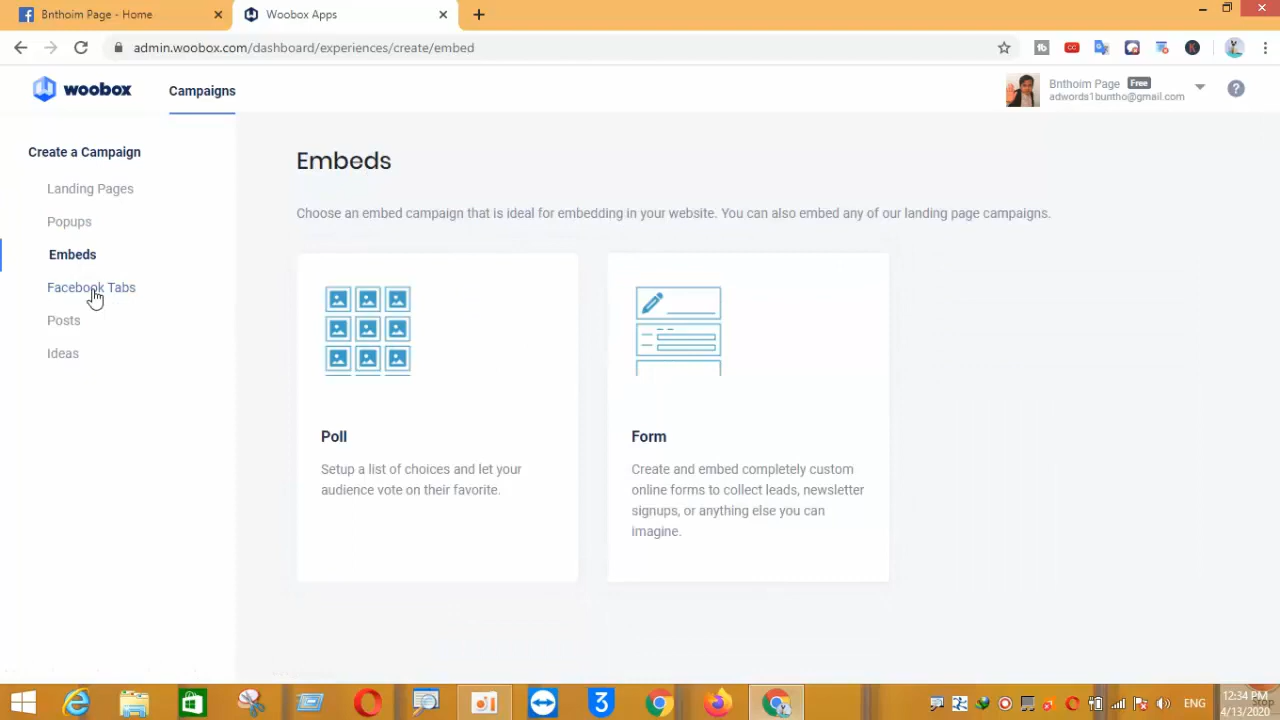 Bnthoim Page - Home
Woobox Apps
admin.woobox.com/dashboard/experiences/create/embed
woobox
Campaigns
Bnthoim Page Free
adwords1buntho@gmail.com
Create a Campaign
Landing Pages
Popups
Embeds
Facebook Tabs
Posts
Ideas
Embeds
Choose an embed campaign that is ideal for embedding in your website. You can also embed any of our landing page campaigns.
Poll
Setup a list of choices and let your
audience vote on their favorite.
Form
Create and embed completely custom
online forms to collect leads, newsletter
signups, or anything else you can
imagine.
ENG
12:34 PM
4/13/2020
Stop